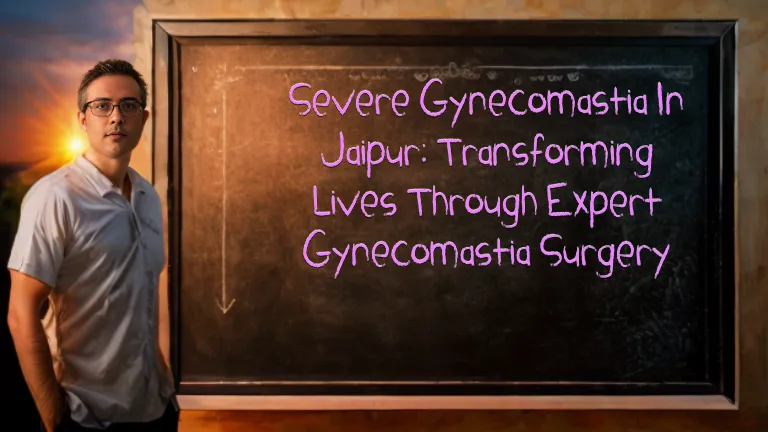 Severe Gynecomastia In
Jaipur: Transforming
Lives Through Expert
Gynecomastia Surgery